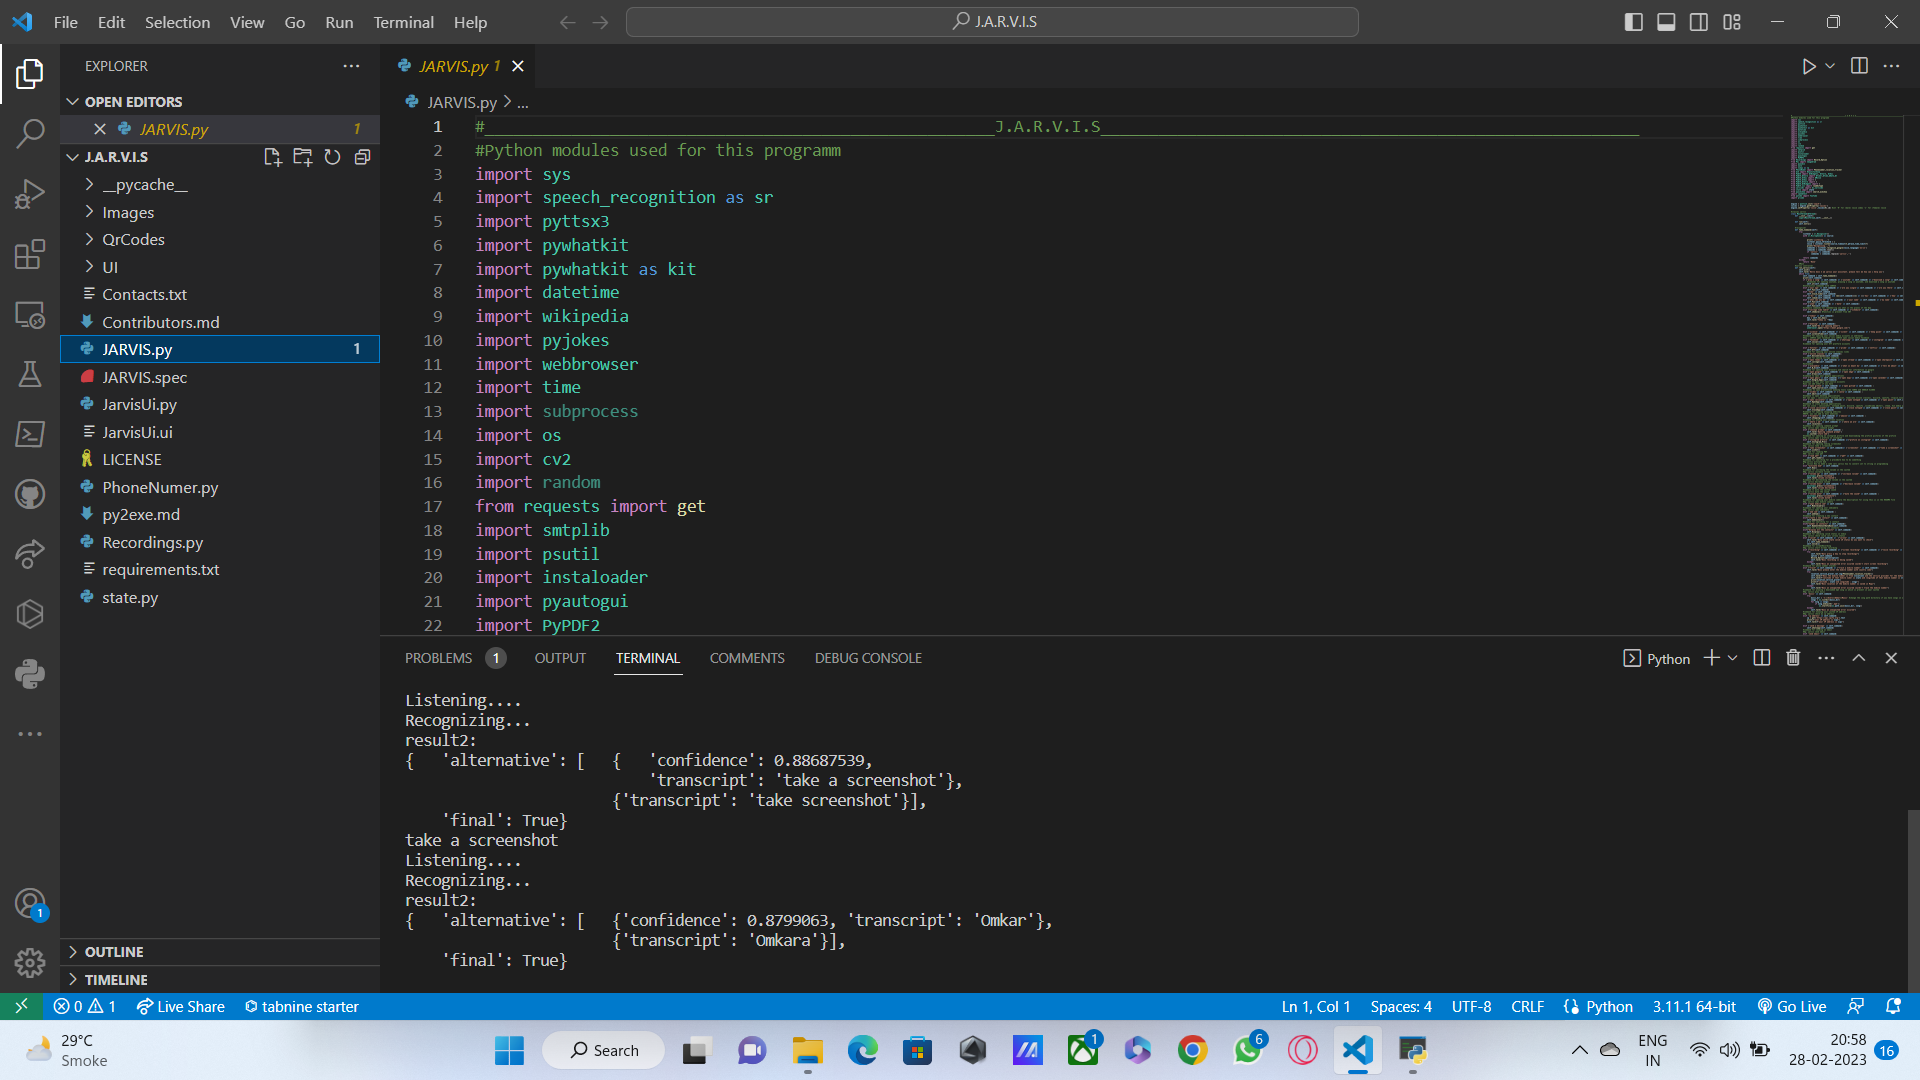 File Edit Selection View Go Run Terminal Help
J.A.R.V.I.S
EXPLORER
OPEN EDITORS
JARVIS.py 1
J.A.R.V.I.S
__pycache__
Images
QrCodes
UI
Contacts.txt
Contributors.md
JARVIS.py 1
JARVIS.spec
JarvisUi.py
JarvisUi.ui
LICENSE
PhoneNumer.py
py2exe.md
Recordings.py
requirements.txt
state.py
OUTLINE
TIMELINE
JARVIS.py 1
JARVIS.py > ...
1 #_____________________________________________________J.A.R.V.I.S________________________________________________________
2 #Python modules used for this programm
3 import sys
4 import speech_recognition as sr
5 import pyttsx3
6 import pywhatkit
7 import pywhatkit as kit
8 import datetime
9 import wikipedia
10 import pyjokes
11 import webbrowser
12 import time
13 import subprocess
14 import os
15 import cv2
16 import random
17 from requests import get
18 import smtplib
19 import psutil
20 import instaloader
21 import pyautogui
22 import PyPDF2
PROBLEMS 1 OUTPUT TERMINAL COMMENTS DEBUG CONSOLE
Python
Listening....
Recognizing...
result2:
{   'alternative': [   {   'confidence': 0.88687539,
                           'transcript': 'take a screenshot'},
                       {'transcript': 'take screenshot'}],
    'final': True}
take a screenshot
Listening....
Recognizing...
result2:
{   'alternative': [   {'confidence': 0.8799063, 'transcript': 'Omkar'},
                       {'transcript': 'Omkara'}],
    'final': True}
1
0 1 Live Share tabnine starter
Ln 1, Col 1 Spaces: 4 UTF-8 CRLF Python 3.11.1 64-bit Go Live
29°C
Smoke
Search
1
6
ENG
IN
20:58
28-02-2023
16